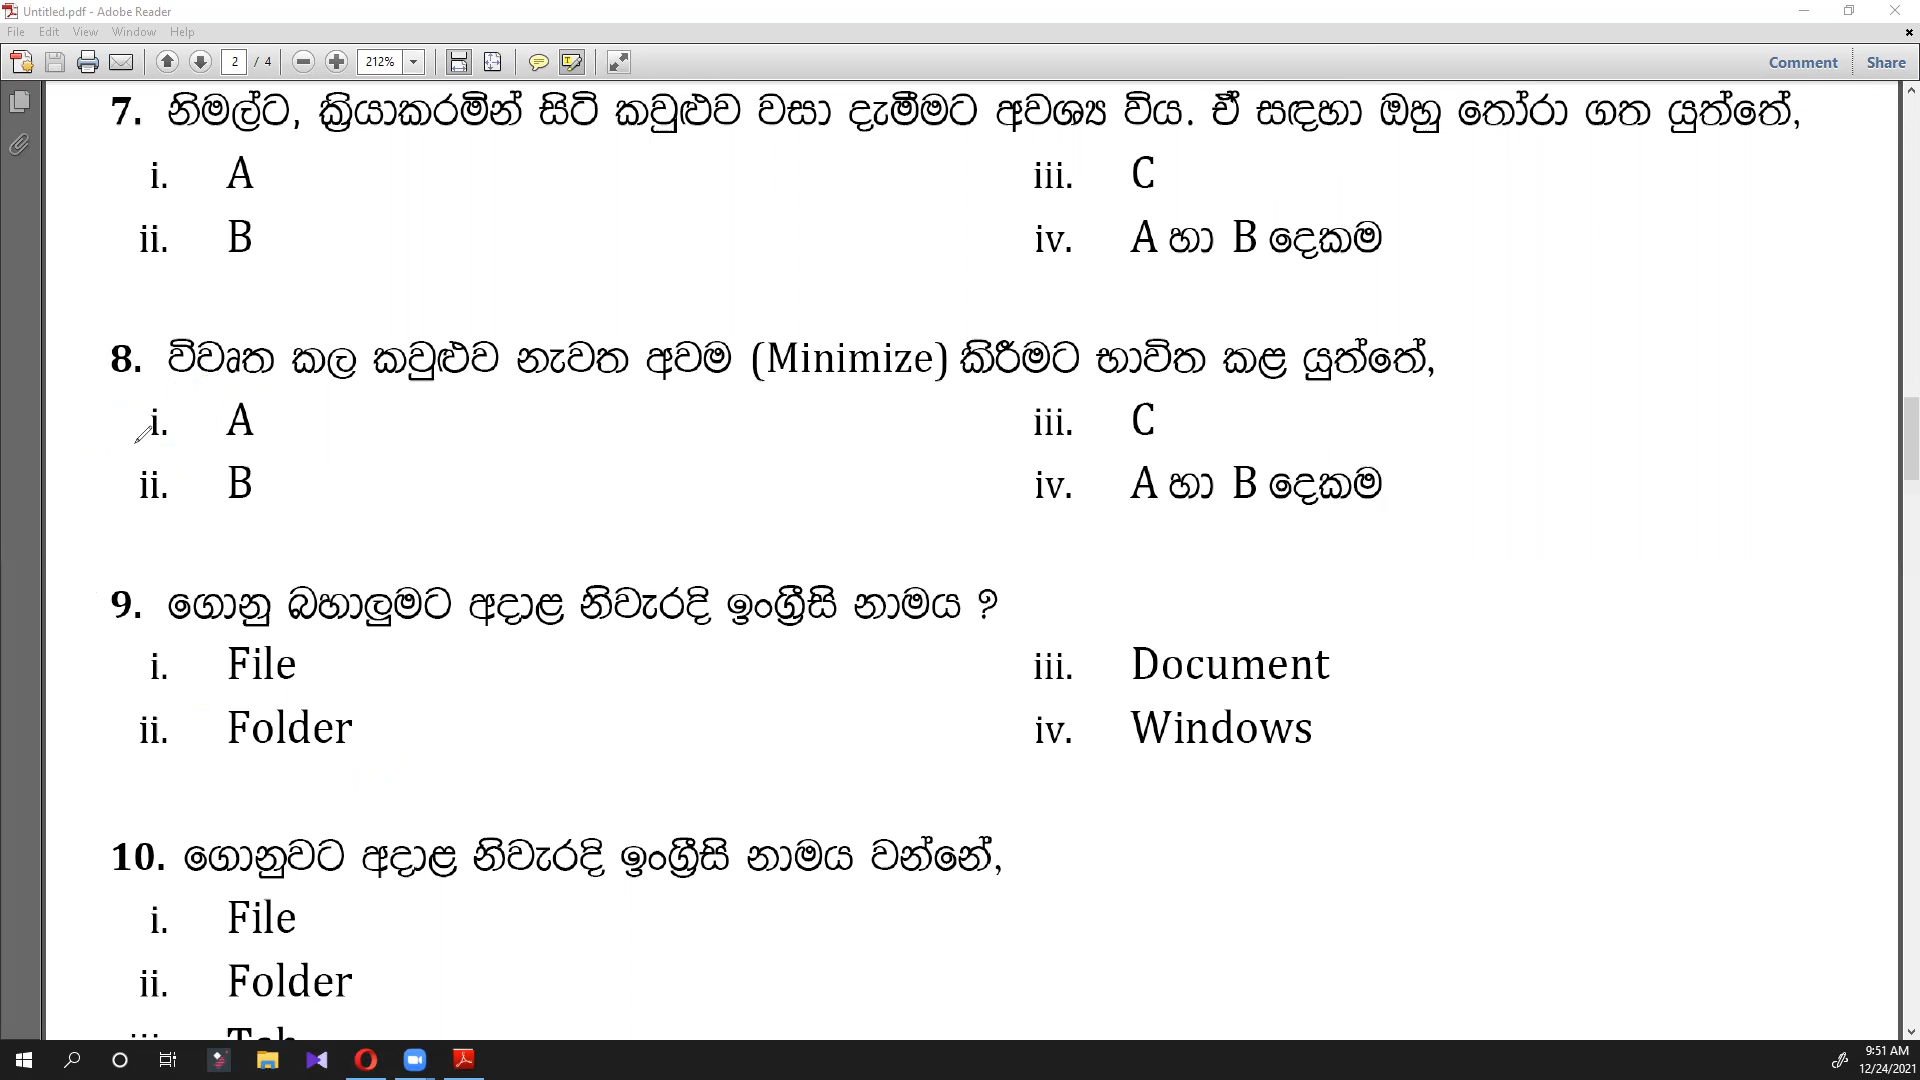 Untitled.pdf - Adobe Reader
File Edit View Window Help
2 / 4 212% Comment Share
7. නිමල්ට, ක්‍රියාකරමින් සිටි කවුළුව වසා දැමීමට අවශ්‍ය විය. ඒ සඳහා ඔහු තෝරා ගත යුත්තේ,
i. A iii. C
ii. B iv. A හා B දෙකම
8. විවෘත කල කවුළුව නැවත අවම (Minimize) කිරීමට භාවිත කළ යුත්තේ,
i. A iii. C
ii. B iv. A හා B දෙකම
9. ගොනු බහාලුමට අදාළ නිවැරදි ඉංග්‍රීසි නාමය ?
i. File iii. Document
ii. Folder iv. Windows
10. ගොනුවට අදාළ නිවැරදි ඉංග්‍රීසි නාමය වන්නේ,
i. File
ii. Folder
9:51 AM
12/24/2021